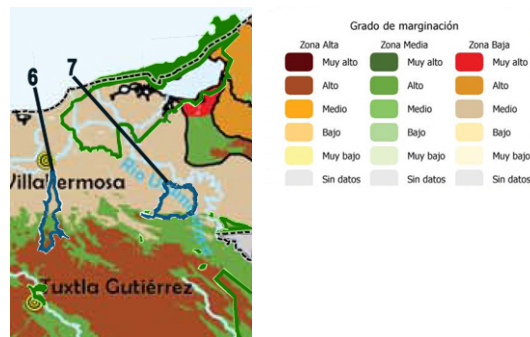 6
7
Villahermosa
Río Usumacinta
Tuxtla Gutiérrez
Grado de marginación
Zona Alta Zona Media Zona Baja
Muy alto Muy alto Muy alto
Alto Alto Alto
Medio Medio Medio
Bajo Bajo Bajo
Muy bajo Muy bajo Muy bajo
Sin datos Sin datos Sin datos